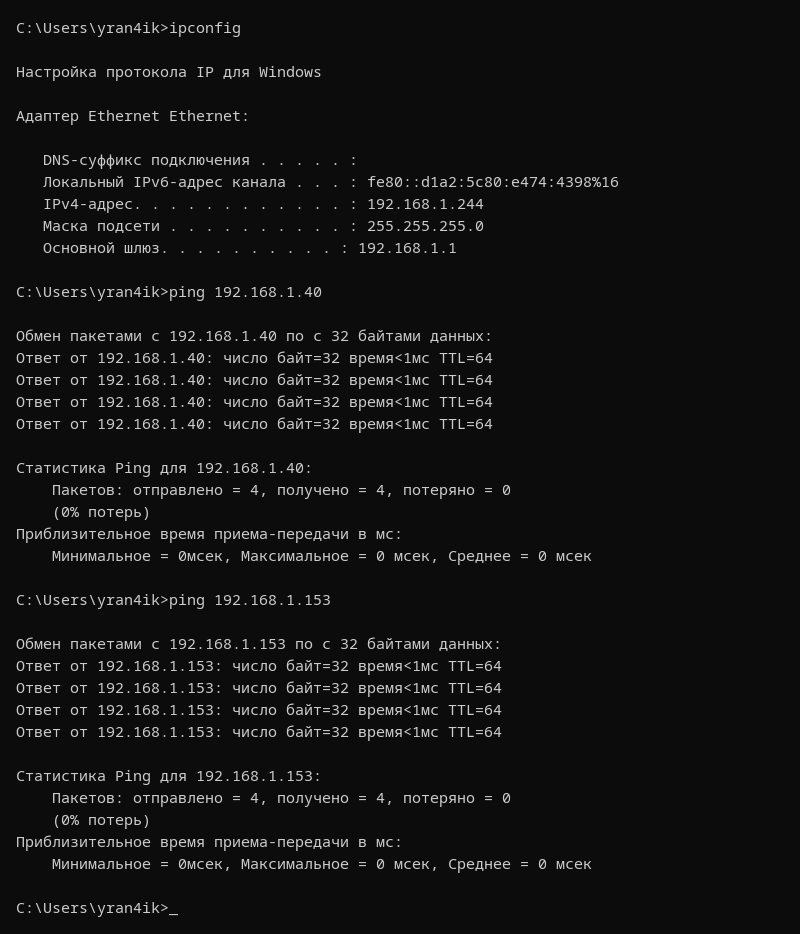 C:\Users\yran4ik>ipconfig
Настройка протокола IP для Windows
Адаптер Ethernet Ethernet:
DNS-суффикс подключения . . . . . :
Локальный IPv6-адрес канала . . . : fe80::d1a2:5c80:e474:4398%16
IPv4-адрес. . . . . . . . . . . . : 192.168.1.244
Маска подсети . . . . . . . . . . : 255.255.255.0
Основной шлюз. . . . . . . . . . : 192.168.1.1
C:\Users\yran4ik>ping 192.168.1.40
Обмен пакетами с 192.168.1.40 по с 32 байтами данных:
Ответ от 192.168.1.40: число байт=32 время<1мс TTL=64
Ответ от 192.168.1.40: число байт=32 время<1мс TTL=64
Ответ от 192.168.1.40: число байт=32 время<1мс TTL=64
Ответ от 192.168.1.40: число байт=32 время<1мс TTL=64
Статистика Ping для 192.168.1.40:
Пакетов: отправлено = 4, получено = 4, потеряно = 0
(0% потерь)
Приблизительное время приема-передачи в мс:
Минимальное = 0мсек, Максимальное = 0 мсек, Среднее = 0 мсек
C:\Users\yran4ik>ping 192.168.1.153
Обмен пакетами с 192.168.1.153 по с 32 байтами данных:
Ответ от 192.168.1.153: число байт=32 время<1мс TTL=64
Ответ от 192.168.1.153: число байт=32 время<1мс TTL=64
Ответ от 192.168.1.153: число байт=32 время<1мс TTL=64
Ответ от 192.168.1.153: число байт=32 время<1мс TTL=64
Статистика Ping для 192.168.1.153:
Пакетов: отправлено = 4, получено = 4, потеряно = 0
(0% потерь)
Приблизительное время приема-передачи в мс:
Минимальное = 0мсек, Максимальное = 0 мсек, Среднее = 0 мсек
C:\Users\yran4ik>_